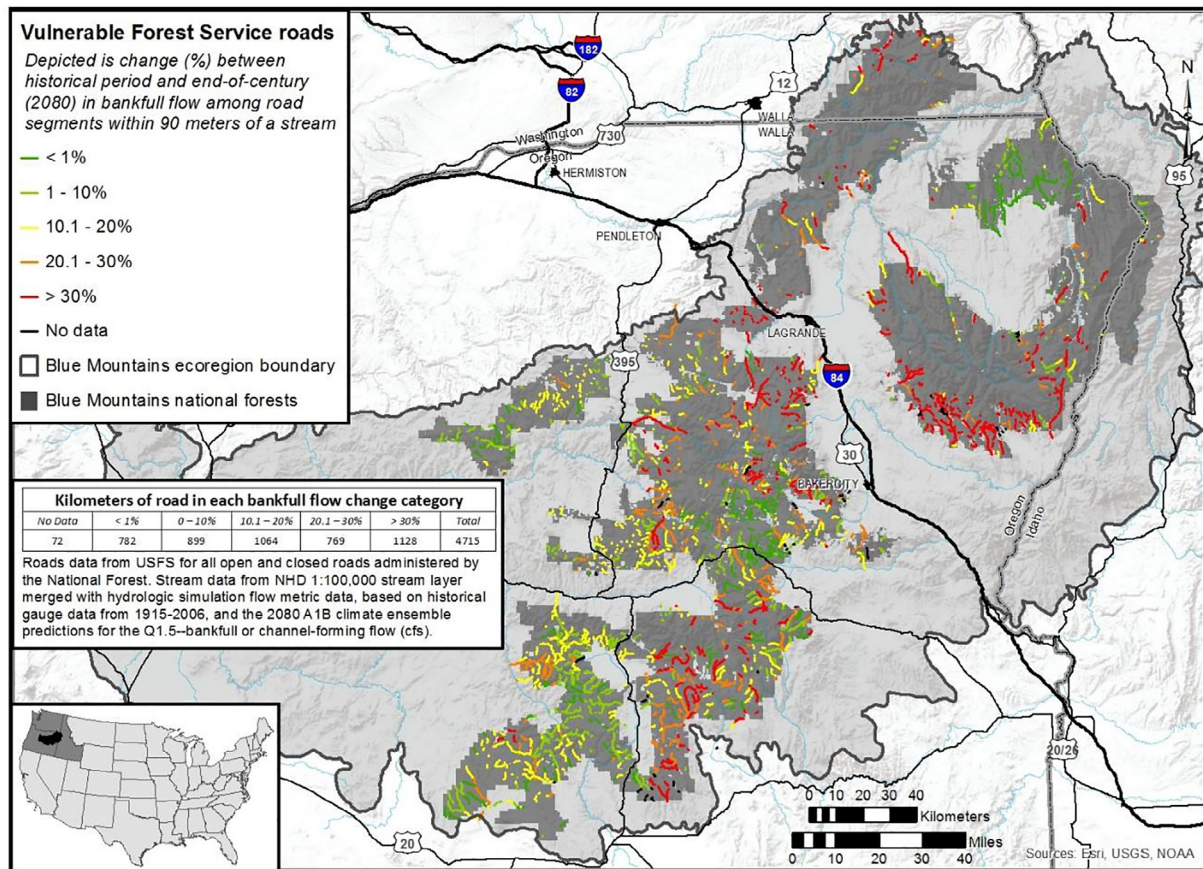 Vulnerable Forest Service roads
Depicted is change (%) between
historical period and end-of-century
(2080) in bankfull flow among road
segments within 90 meters of a stream
< 1%
1 - 10%
10.1 - 20%
20.1 - 30%
> 30%
No data
Blue Mountains ecoregion boundary
Blue Mountains national forests
Kilometers of road in each bankfull flow change category
No Data < 1% 0 – 10% 10.1 – 20% 20.1 – 30% > 30% Total
72 782 899 1064 769 1128 4715
Roads data from USFS for all open and closed roads administered by
the National Forest. Stream data from NHD 1:100,000 stream layer
merged with hydrologic simulation flow metric data, based on historical
gauge data from 1915-2006, and the 2080 A1B climate ensemble
predictions for the Q1.5--bankfull or channel-forming flow (cfs).
182
82
12
WALLA
WALLA
Washington
730
Oregon
HERMISTON
95
PENDLETON
LAGRANDE
395
84
30
BAKERCITY
Oregon
Idaho
20/26
20
0 10 20 30 40
Kilometers
Miles
0 10 20 30 40
Sources: Esri, USGS, NOAA